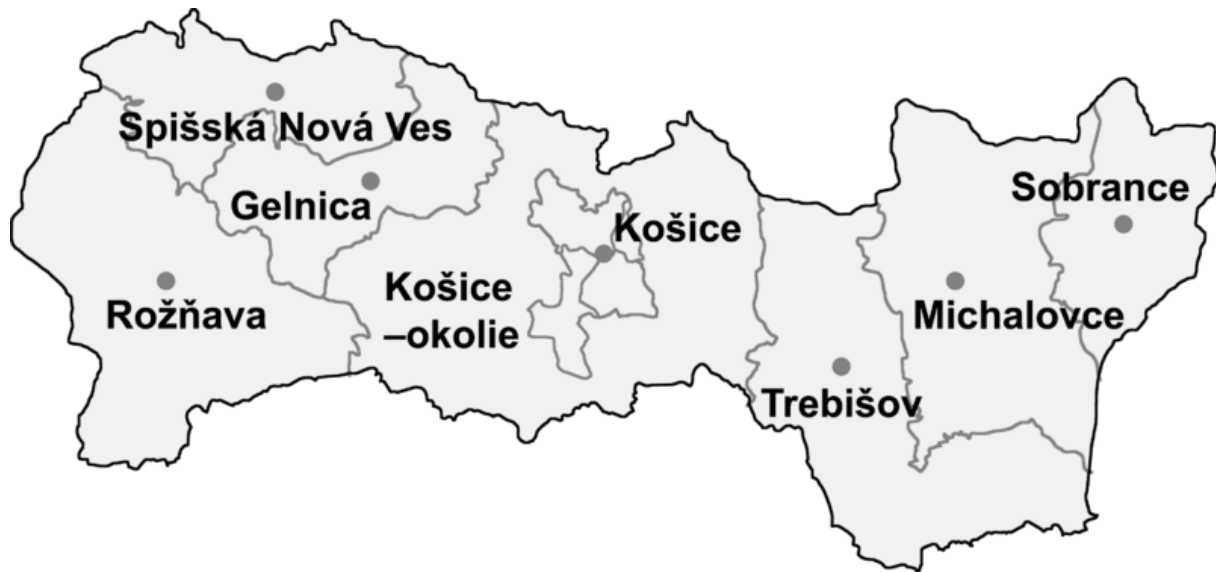 Spišská Nová Ves
Gelnica
Rožňava
Košice
Košice
–okolie
Sobrance
Michalovce
Trebišov